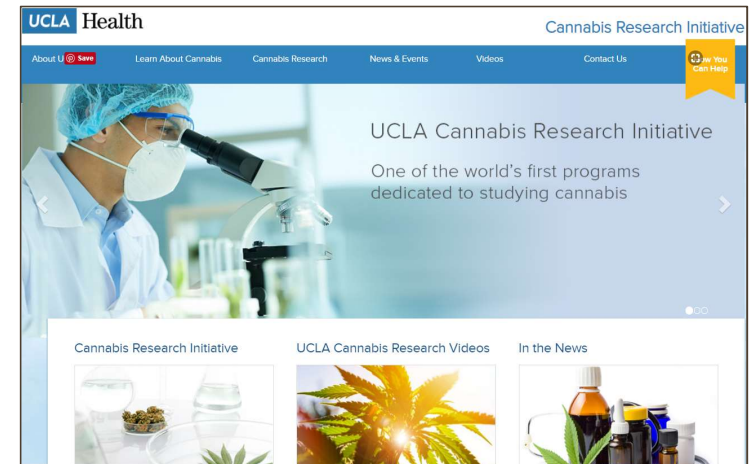 UCLA Health
Cannabis Research Initiative
About U Save
Learn About Cannabis
Cannabis Research
News & Events
Videos
Contact Us
ow You
Can Help
UCLA Cannabis Research Initiative
One of the world's first programs
dedicated to studying cannabis
Cannabis Research Initiative
UCLA Cannabis Research Videos
In the News